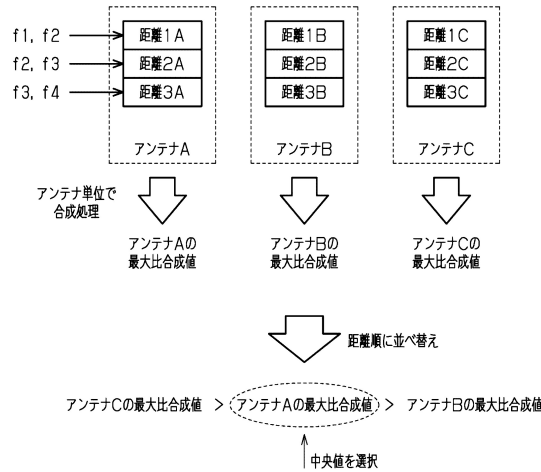 f1, f2
距離1A
距離1B
距離1C
f2, f3
距離2A
距離2B
距離2C
f3, f4
距離3A
距離3B
距離3C
アンテナA
アンテナB
アンテナC
アンテナ単位で
合成処理
アンテナAの
最大比合成値
アンテナBの
最大比合成値
アンテナCの
最大比合成値
距離順に並べ替え
アンテナCの最大比合成値 > アンテナAの最大比合成値 > アンテナBの最大比合成値
中央値を選択